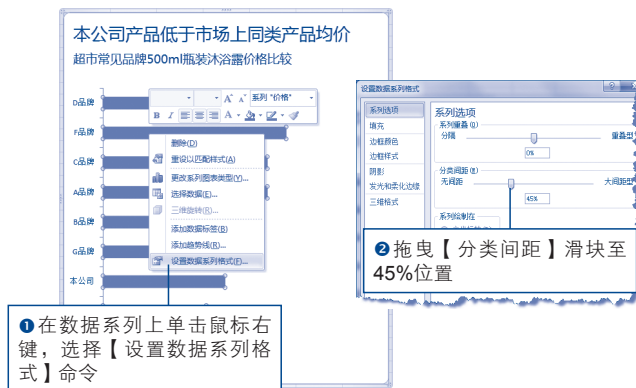 本公司产品低于市场上同类产品均价
超市常见品牌500ml瓶装沐浴露价格比较
D品牌
F品牌
C品牌
A品牌
B品牌
G品牌
本公司
A A 系列 "价格"
B I A
删除(D)
重设以匹配样式(A)
更改系列图表类型(Y)...
选择数据(E)...
三维旋转(R)...
添加数据标签(B)
添加趋势线(R)...
设置数据系列格式(F)...
❶在数据系列上单击鼠标右
键，选择【设置数据系列格
式】命令
设置数据系列格式
系列选项
填充
边框颜色
边框样式
阴影
发光和柔化边缘
三维格式
系列选项
系列重叠(O)
分隔 重叠型
0%
分类间距(W)
无间距 大间距型
45%
系列绘制在
❷拖曳【分类间距】滑块至
45%位置